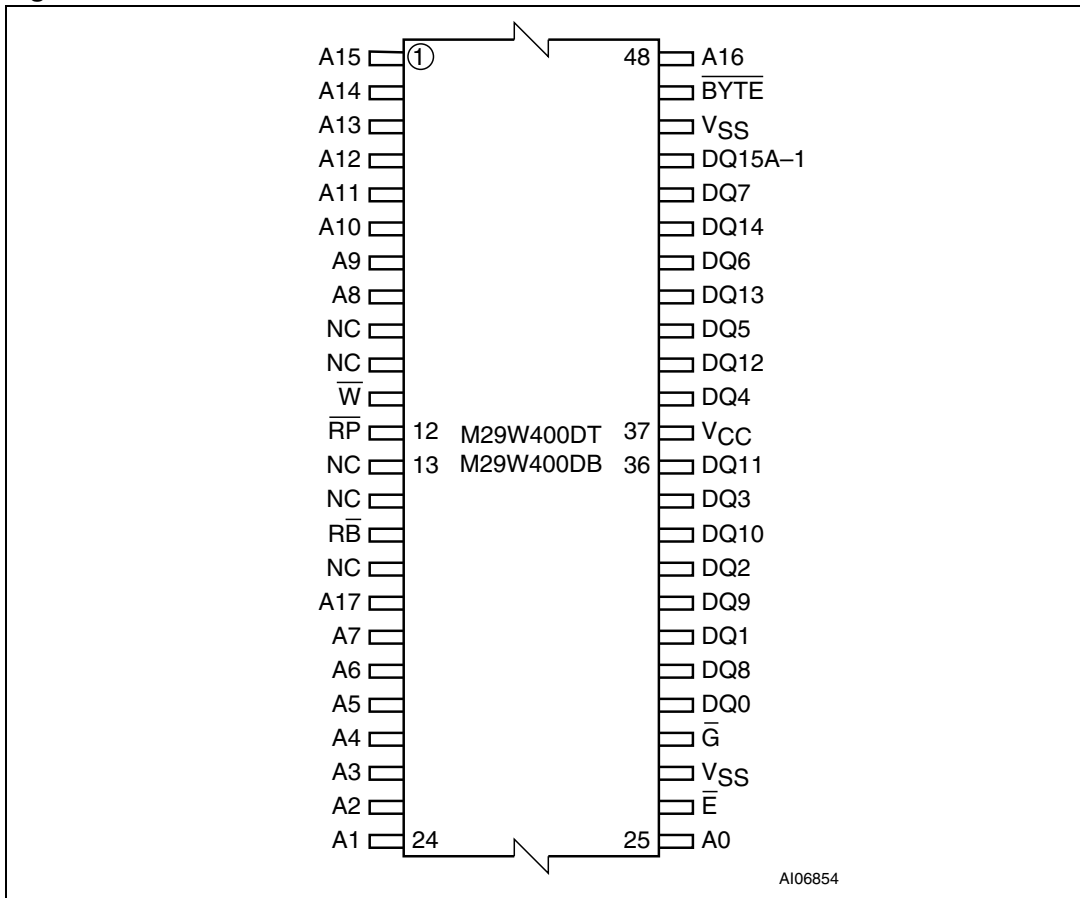 A15 1 48 A16
A14 B̅Y̅T̅E̅
A13 VSS
A12 DQ15A–1
A11 DQ7
A10 DQ14
A9 DQ6
A8 DQ13
NC DQ5
NC DQ12
W̅ DQ4
R̅P̅ 12 M29W400DT 37 VCC
NC 13 M29W400DB 36 DQ11
NC DQ3
RB̅ DQ10
NC DQ2
A17 DQ9
A7 DQ1
A6 DQ8
A5 DQ0
A4 G̅
A3 VSS
A2 E̅
A1 24 25 A0
AI06854